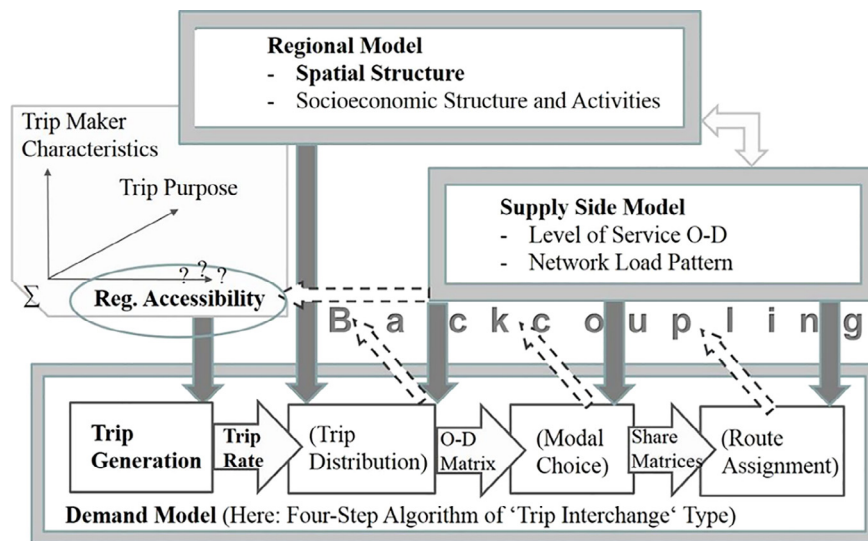 Regional Model
- Spatial Structure
- Socioeconomic Structure and Activities
Trip Maker
Characteristics
Trip Purpose
? ? ?
Σ
Reg. Accessibility
Supply Side Model
- Level of Service O-D
- Network Load Pattern
Backcoupling
Trip
Generation
Trip
Rate
(Trip
Distribution)
O-D
Matrix
(Modal
Choice)
Share
Matrices
(Route
Assignment)
Demand Model (Here: Four-Step Algorithm of ‘Trip Interchange‘ Type)